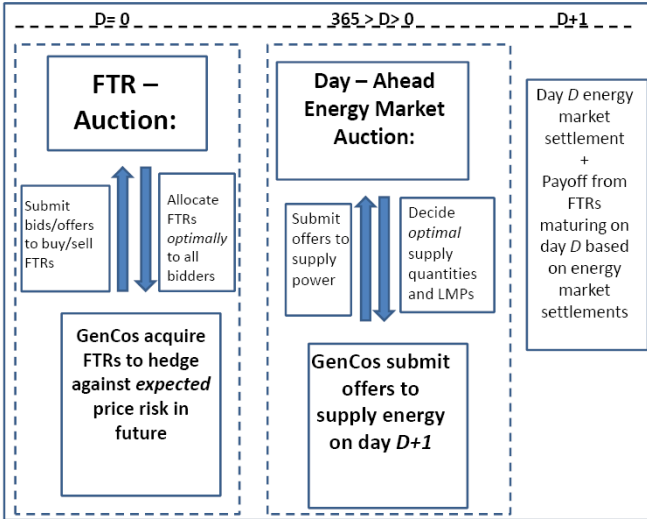 D= 0
365 > D> 0
D+1
FTR –
Auction:
Submit
bids/offers
to buy/sell
FTRs
Allocate
FTRs
optimally
to all
bidders
GenCos acquire
FTRs to hedge
against expected
price risk in
future
Day – Ahead
Energy Market
Auction:
Submit
offers to
supply
power
Decide
optimal
supply
quantities
and LMPs
GenCos submit
offers to
supply energy
on day D+1
Day D energy
market
settlement
+
Payoff from
FTRs
maturing on
day D based
on energy
market
settlements